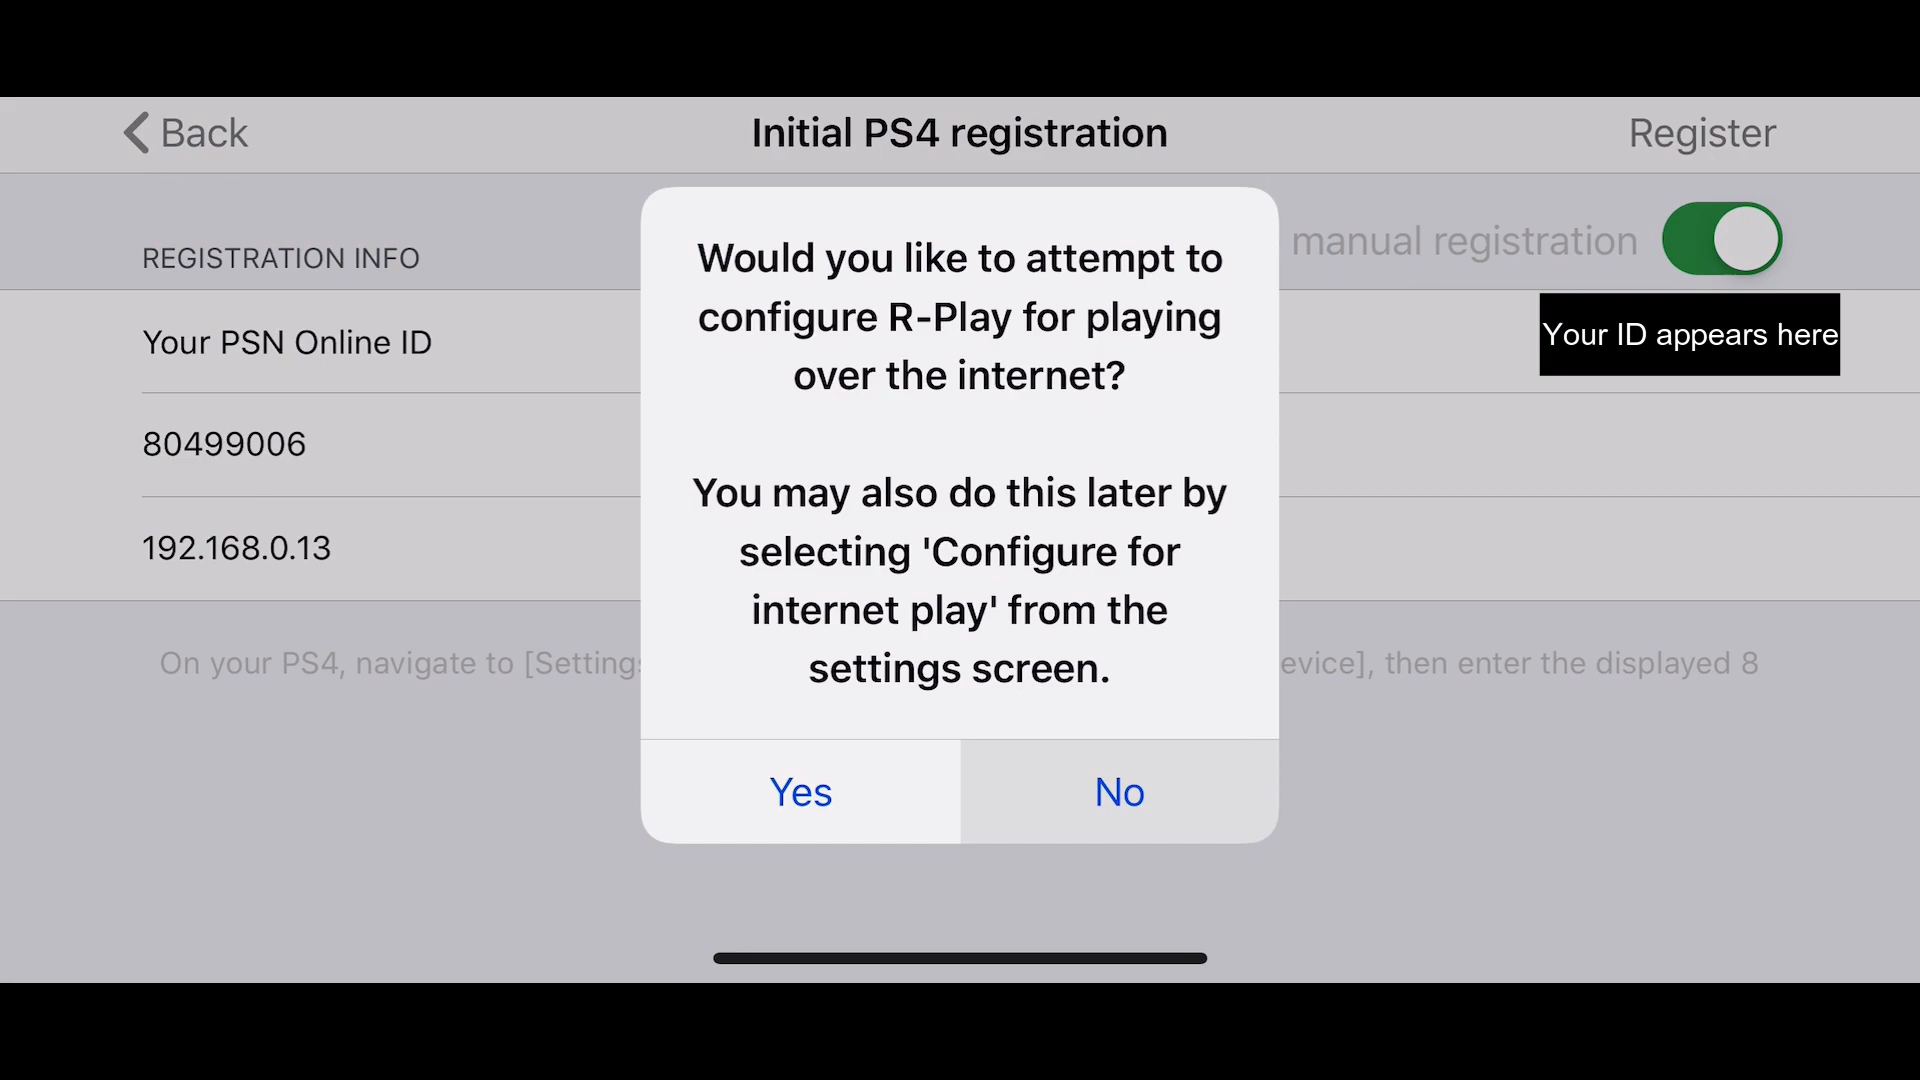 Back
Initial PS4 registration
Register
manual registration
REGISTRATION INFO
Your PSN Online ID
Your ID appears here
80499006
192.168.0.13
On your PS4, navigate to [Settings
evice], then enter the displayed 8
Would you like to attempt to
configure R-Play for playing
over the internet?
You may also do this later by
selecting 'Configure for
internet play' from the
settings screen.
Yes
No